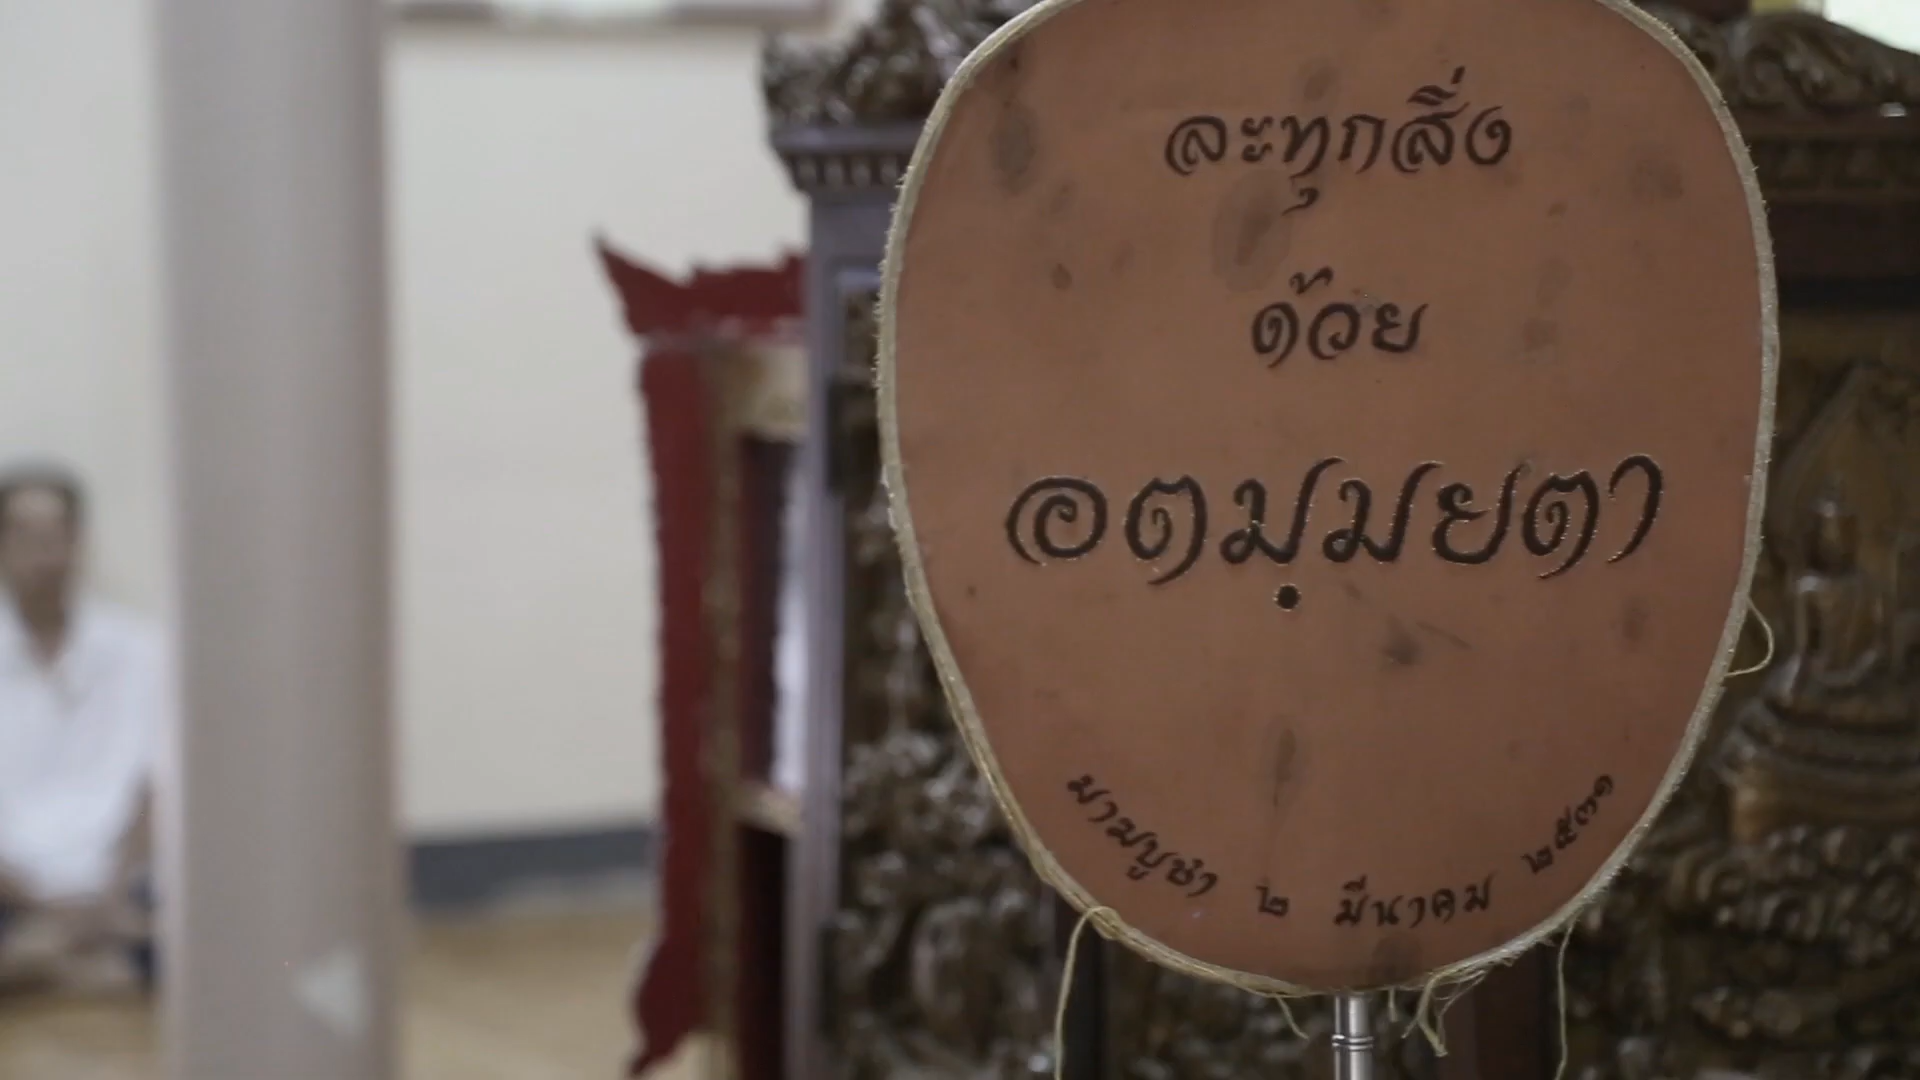 ละทุกสิ่ง
ด้วย
อตมฺมยตา
มาฆบูชา ๒ มีนาคม ๒๕๓๑